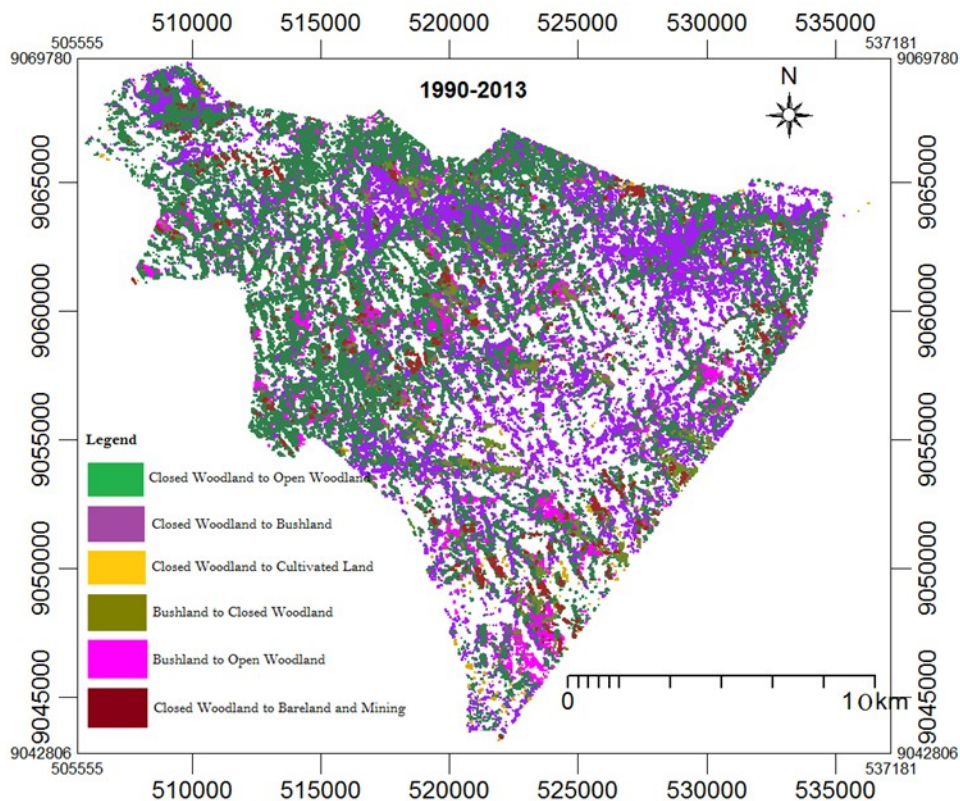 510000 515000 520000 525000 530000 535000
505555 537181
9069780 9069780
1990-2013
N
9065000 9065000
9060000 9060000
9055000 9055000
Legend
Closed Woodland to Open Woodland
Closed Woodland to Bushland
Closed Woodland to Cultivated Land
Bushland to Closed Woodland
Bushland to Open Woodland
Closed Woodland to Bareland and Mining
9050000 9050000
9045000 9045000
0 10km
9042806 9042806
505555 537181
510000 515000 520000 525000 530000 535000